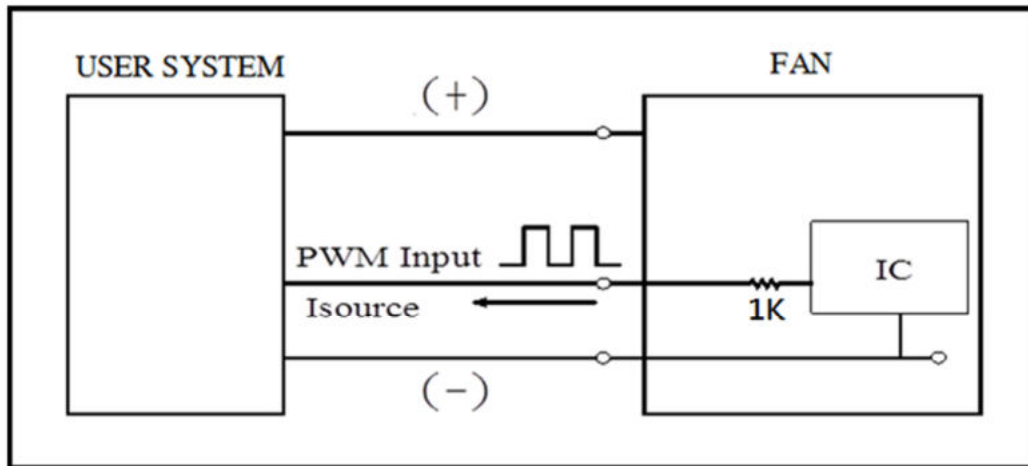 USER SYSTEM
FAN
(+)
PWM Input
IC
Isource
1K
(-)